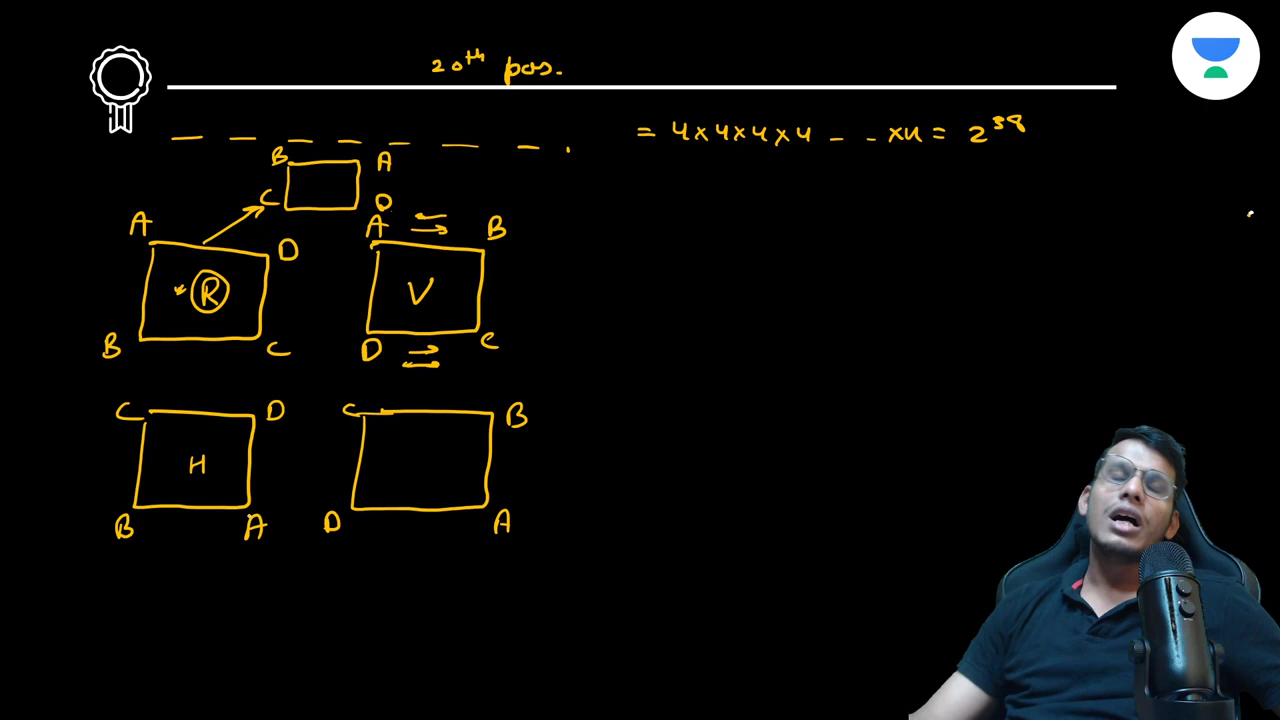 20th pos.
= 4 x 4 x 4 x 4 - - x 4 = 2^38
B A
C D
A D
R
B C
A B
V
D C
C D
H
B A
C B
D A